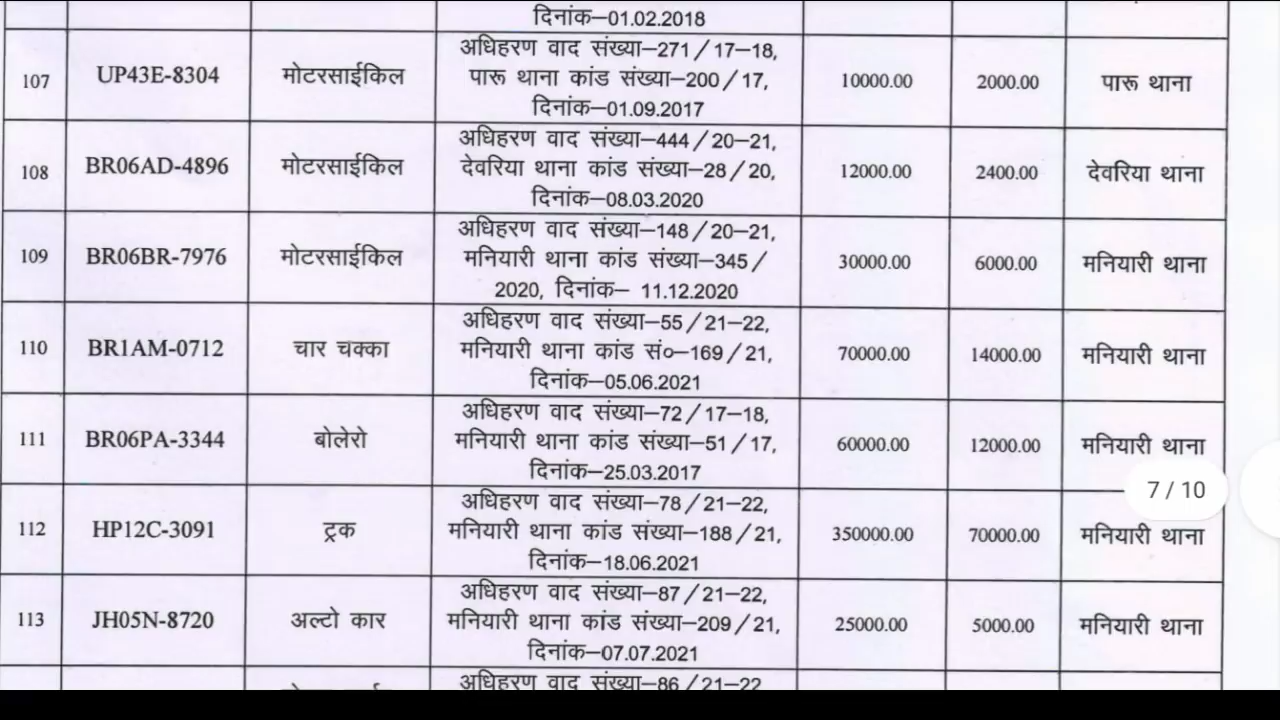 दिनांक–01.02.2018
107 UP43E-8304 मोटरसाईकिल अधिहरण वाद संख्या–271/17–18, पारू थाना कांड संख्या–200/17, दिनांक–01.09.2017 10000.00 2000.00 पारू थाना
108 BR06AD-4896 मोटरसाईकिल अधिहरण वाद संख्या–444/20–21, देवरिया थाना कांड संख्या–28/20, दिनांक–08.03.2020 12000.00 2400.00 देवरिया थाना
109 BR06BR-7976 मोटरसाईकिल अधिहरण वाद संख्या–148/20–21, मनियारी थाना कांड संख्या–345/2020, दिनांक– 11.12.2020 30000.00 6000.00 मनियारी थाना
110 BR1AM-0712 चार चक्का अधिहरण वाद संख्या–55/21–22, मनियारी थाना कांड सं०–169/21, दिनांक–05.06.2021 70000.00 14000.00 मनियारी थाना
111 BR06PA-3344 बोलेरो अधिहरण वाद संख्या–72/17–18, मनियारी थाना कांड संख्या–51/17, दिनांक–25.03.2017 60000.00 12000.00 मनियारी थाना
7 / 10
112 HP12C-3091 ट्रक अधिहरण वाद संख्या–78/21–22, मनियारी थाना कांड संख्या–188/21, दिनांक–18.06.2021 350000.00 70000.00 मनियारी थाना
113 JH05N-8720 अल्टो कार अधिहरण वाद संख्या–87/21–22, मनियारी थाना कांड संख्या–209/21, दिनांक–07.07.2021 25000.00 5000.00 मनियारी थाना
अधिहरण वाद संख्या–86/21–22